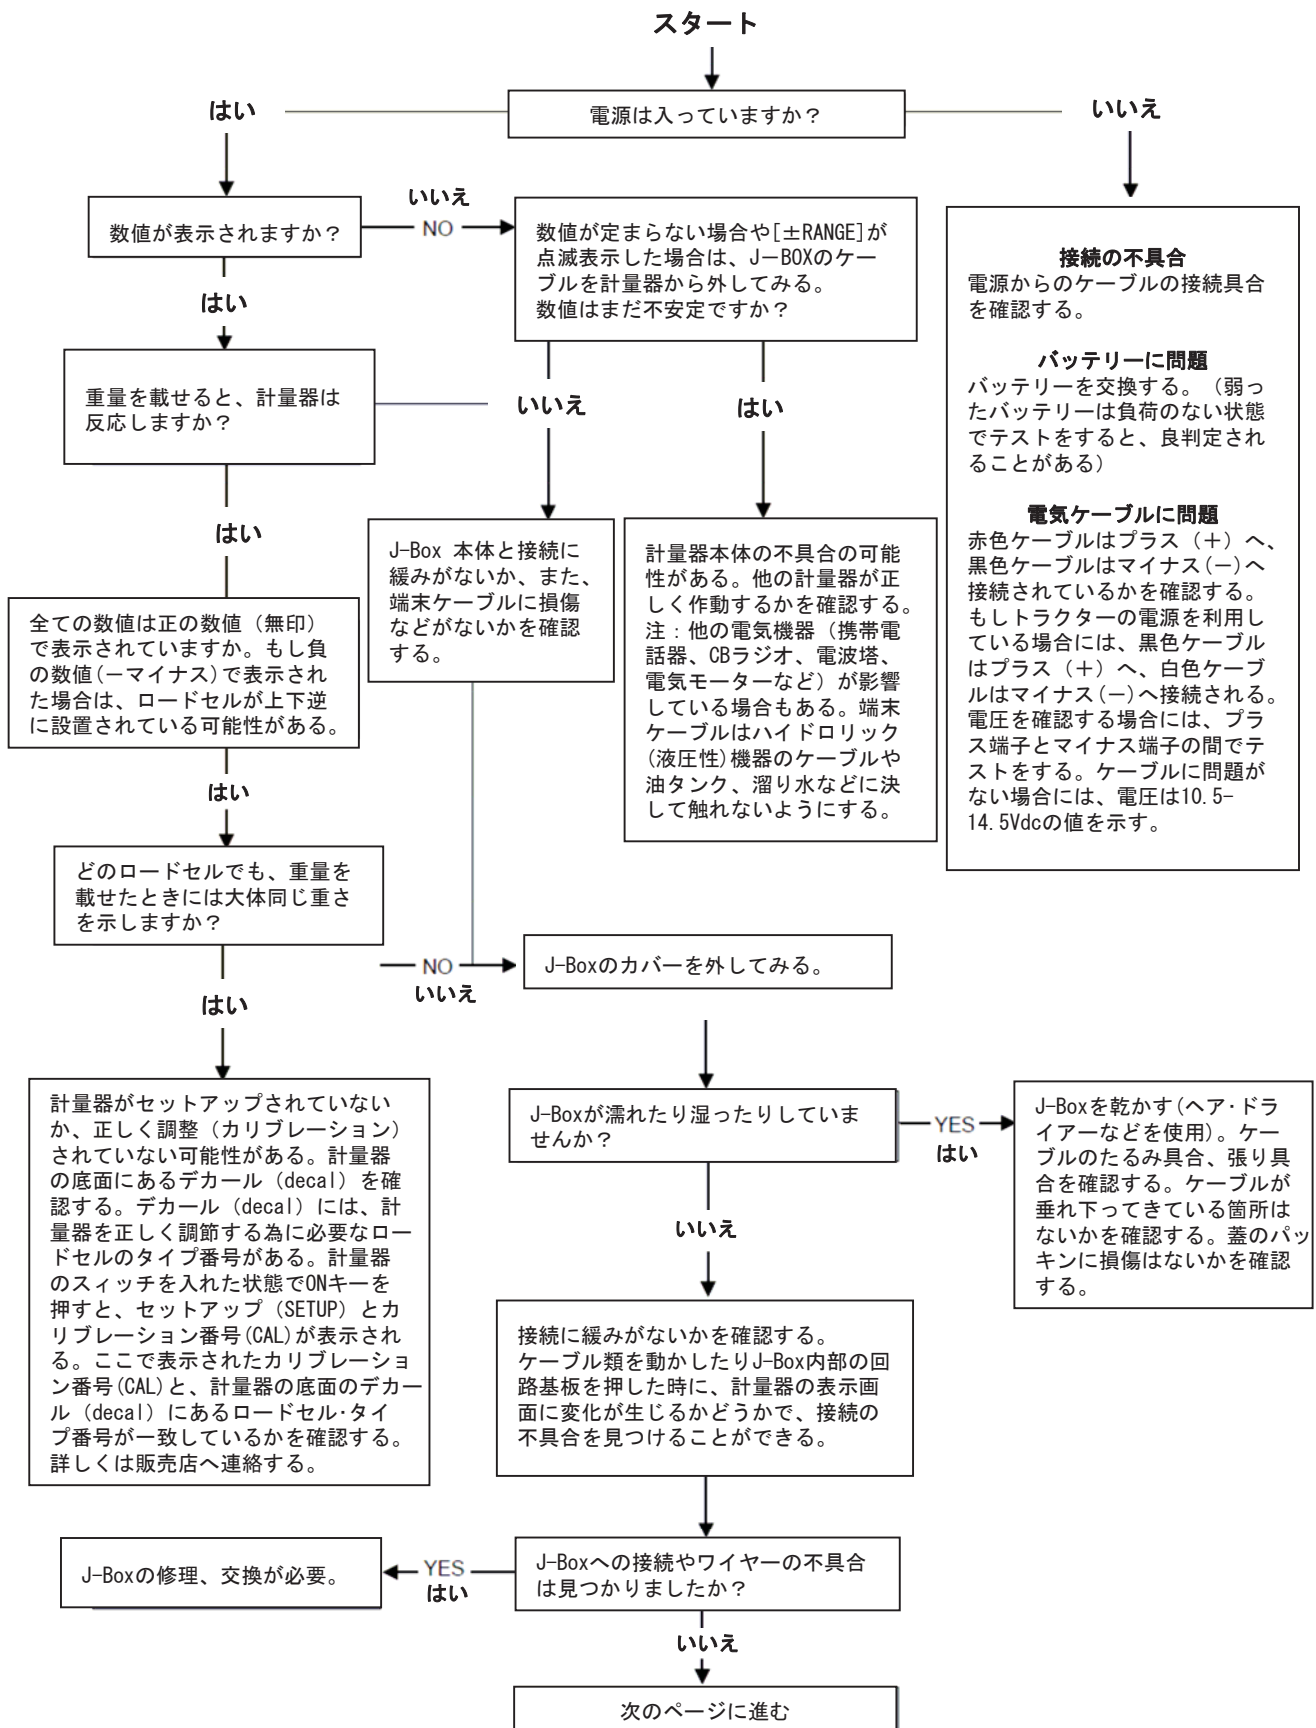 スタート
電源は入っていますか？
はい
いいえ
数値が表示されますか？
いいえ
NO
数値が定まらない場合や[±RANGE]が
点滅表示した場合は、J－BOXのケー
ブルを計量器から外してみる。
数値はまだ不安定ですか？
接続の不具合
電源からのケーブルの接続具合
を確認する。
バッテリーに問題
バッテリーを交換する。（弱っ
たバッテリーは負荷のない状態
でテストをすると、良判定され
ることがある）
電気ケーブルに問題
赤色ケーブルはプラス（＋）へ、
黒色ケーブルはマイナス(－)へ
接続されているかを確認する。
もしトラクターの電源を利用し
ている場合には、黒色ケーブル
はプラス（＋）へ、白色ケーブ
ルはマイナス(－)へ接続される。
電圧を確認する場合には、プラ
ス端子とマイナス端子の間でテ
ストをする。ケーブルに問題が
ない場合には、電圧は10.5-
14.5Vdcの値を示す。
はい
重量を載せると、計量器は
反応しますか？
いいえ
はい
はい
J-Box 本体と接続に
緩みがないか、また、
端末ケーブルに損傷
などがないかを確認
する。
計量器本体の不具合の可能
性がある。他の計量器が正
しく作動するかを確認する。
注：他の電気機器（携帯電
話器、CBラジオ、電波塔、
電気モーターなど）が影響
している場合もある。端末
ケーブルはハイドロリック
(液圧性)機器のケーブルや
油タンク、溜り水などに決
して触れないようにする。
全ての数値は正の数値（無印）
で表示されていますか。もし負
の数値(－マイナス)で表示され
た場合は、ロードセルが上下逆
に設置されている可能性がある。
はい
どのロードセルでも、重量を
載せたときには大体同じ重さ
を示しますか？
NO
いいえ
J-Boxのカバーを外してみる。
はい
計量器がセットアップされていない
か、正しく調整（カリブレーション）
されていない可能性がある。計量器
の底面にあるデカール（decal）を確
認する。デカール（decal）には、計
量器を正しく調節する為に必要なロー
ドセルのタイプ番号がある。計量器
のスィッチを入れた状態でONキーを
押すと、セットアップ（SETUP）とカ
リブレーション番号(CAL)が表示され
る。ここで表示されたカリブレーショ
ン番号(CAL)と、計量器の底面のデカー
ル（decal）にあるロードセル･タイ
プ番号が一致しているかを確認する。
詳しくは販売店へ連絡する。
J-Boxが濡れたり湿ったりしていま
せんか？
YES
はい
J-Boxを乾かす(ヘア･ドラ
イアーなどを使用)。ケー
ブルのたるみ具合、張り具
合を確認する。ケーブルが
垂れ下ってきている箇所は
ないかを確認する。蓋のパッ
キンに損傷はないかを確認
する。
いいえ
接続に緩みがないかを確認する。
ケーブル類を動かしたりJ-Box内部の回
路基板を押した時に、計量器の表示画
面に変化が生じるかどうかで、接続の
不具合を見つけることができる。
J-Boxへの接続やワイヤーの不具合
は見つかりましたか？
YES
はい
J-Boxの修理、交換が必要。
いいえ
次のページに進む